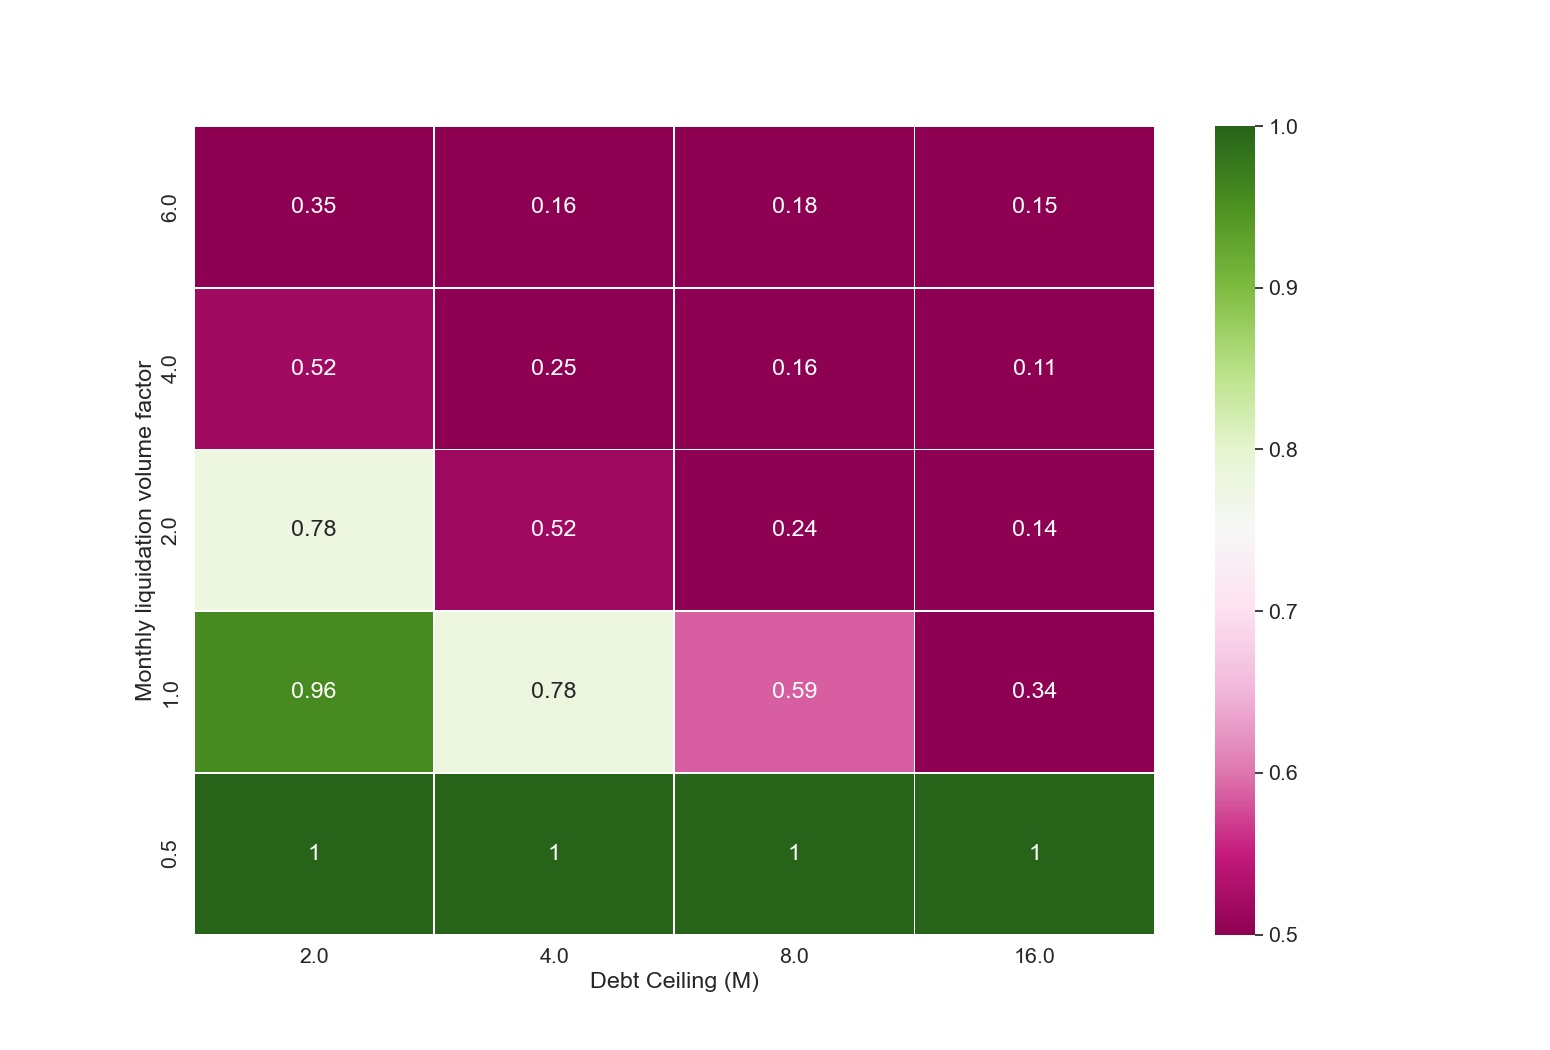 1.0
6.0 0.35 0.16 0.18 0.15
0.9
4.0 0.52 0.25 0.16 0.11
0.8
Monthly liquidation volume factor
2.0 0.78 0.52 0.24 0.14
0.7
1.0 0.96 0.78 0.59 0.34
0.6
0.5 1 1 1 1
0.5
2.0 4.0 8.0 16.0
Debt Ceiling (M)